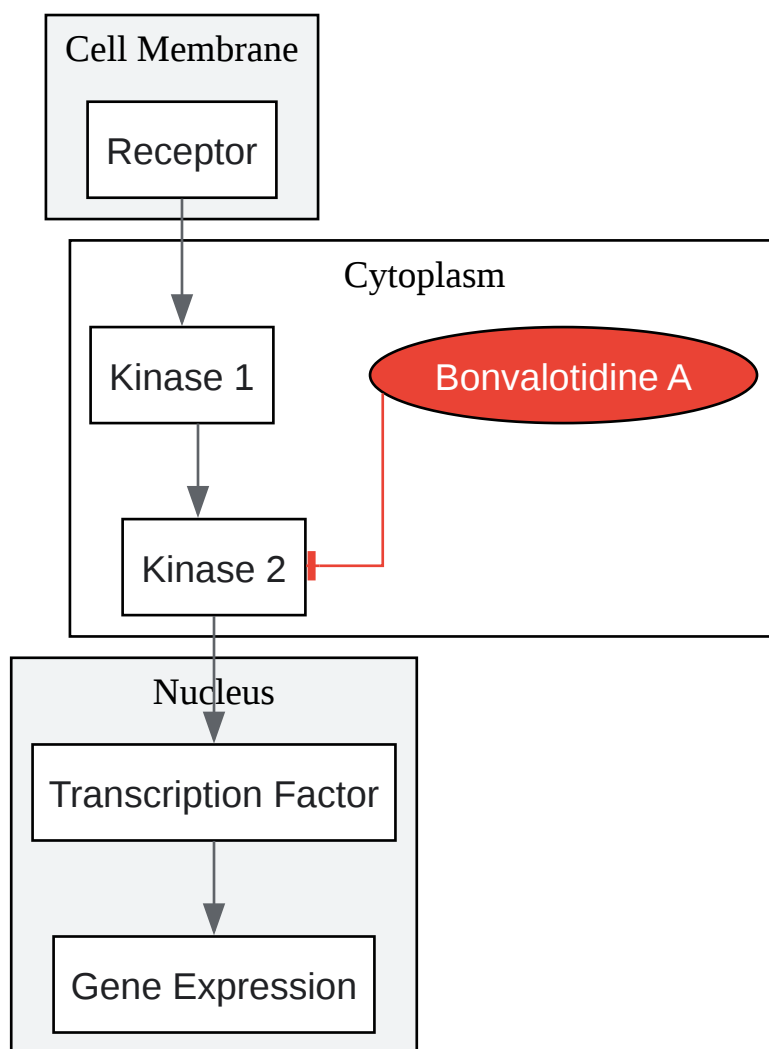 Cell Membrane
Receptor
Cytoplasm
Kinase 1
Bonvalotidine A
Kinase 2
Nucleus
Transcription Factor
Gene Expression